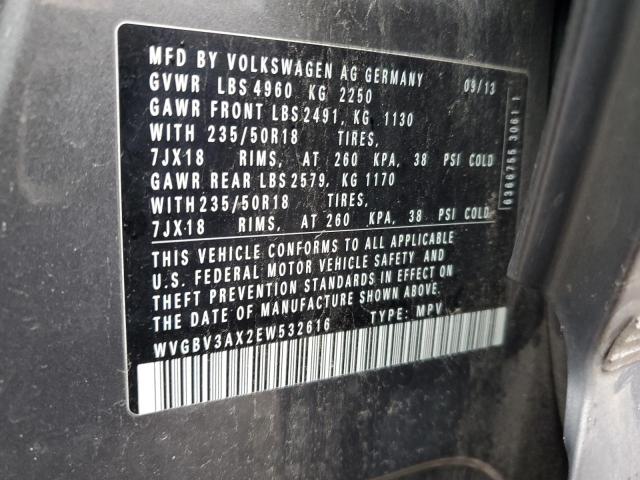 MFD BY VOLKSWAGEN AG GERMANY 09/13
GVWR LBS 4960 KG 2250
GAWR FRONT LBS 2491, KG 1130
WITH 235/50R18 TIRES,
7JX18 RIMS, AT 260 KPA, 38 PSI COLD
GAWR REAR LBS 2579, KG 1170
WITH 235/50R18 TIRES,
7JX18 RIMS, AT 260 KPA, 38 PSI COLD
THIS VEHICLE CONFORMS TO ALL APPLICABLE
U.S. FEDERAL MOTOR VEHICLE SAFETY AND
THEFT PREVENTION STANDARDS IN EFFECT ON
THE DATE OF MANUFACTURE SHOWN ABOVE.
WVGBV3AX2EW532616 TYPE: MPV
6366755 3061 1